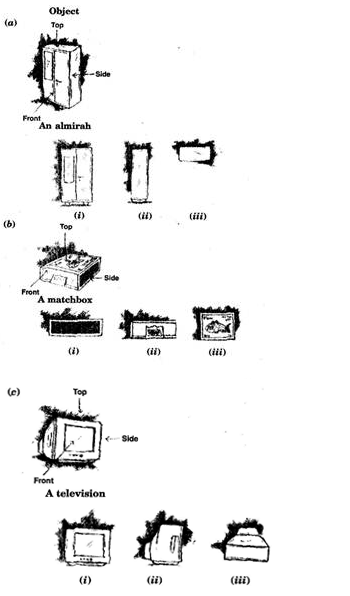 Object
(a)
Top
Side
Front
An almirah
(i) (ii) (iii)
(b)
Top
Side
Front
A matchbox
(i) (ii) (iii)
(c)
Top
Side
Front
A television
(i) (ii) (iii)